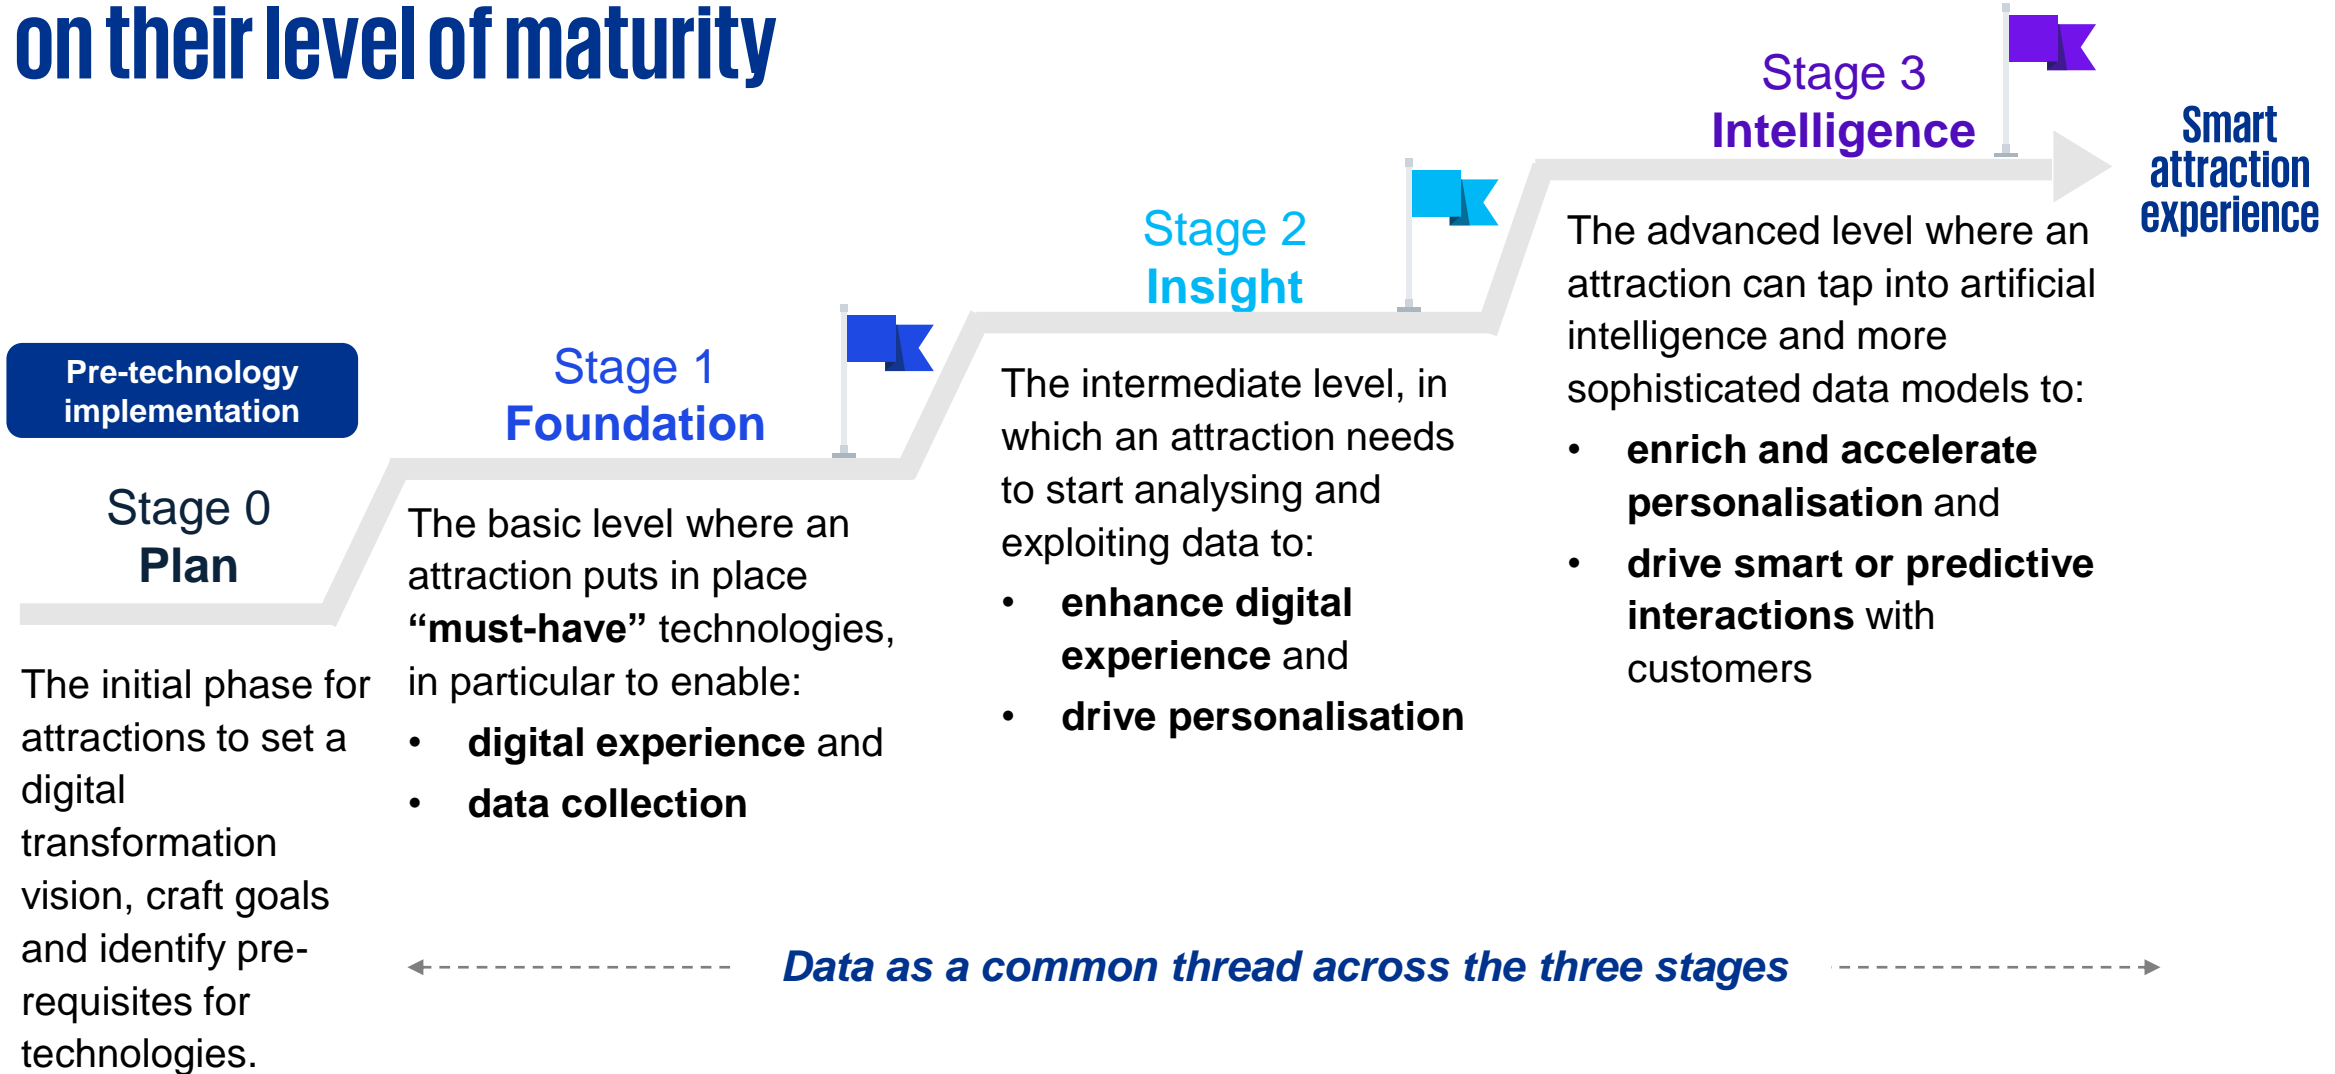 on their level of maturity
Pre-technology
implementation
Stage 0
Plan
The initial phase for
attractions to set a
digital
transformation
vision, craft goals
and identify pre-
requisites for
technologies.
Stage 1
Foundation
The basic level where an
attraction puts in place
“must-have” technologies,
in particular to enable:
• digital experience and
• data collection
Stage 2
Insight
The intermediate level, in
which an attraction needs
to start analysing and
exploiting data to:
• enhance digital
experience and
• drive personalisation
Stage 3
Intelligence
The advanced level where an
attraction can tap into artificial
intelligence and more
sophisticated data models to:
• enrich and accelerate
personalisation and
• drive smart or predictive
interactions with
customers
Smart
attraction
experience
Data as a common thread across the three stages